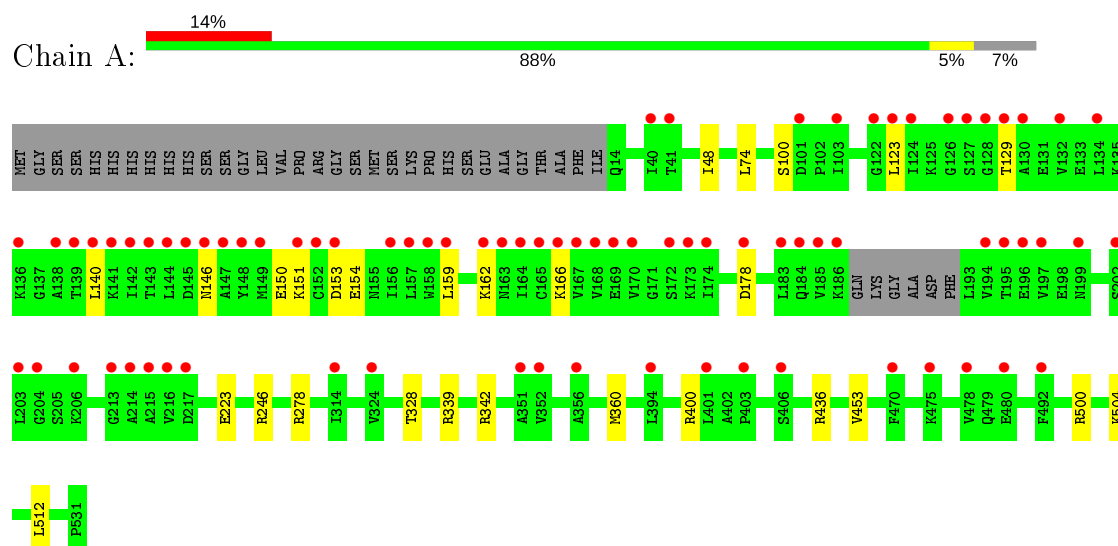 14%
Chain A:
88% 5% 7%
MET GLY SER SER HIS HIS HIS HIS HIS HIS SER SER GLY LEU VAL PRO ARG GLY SER MET SER LYS PRO HIS SER GLU ALA GLY THR ALA PHE ILE Q14 I40 T41 I48 L74 S100 D101 P102 I103 G122 L123 I124 K125 G126 S127 G128 T129 A130 E131 V132 E133 L134 K135
K136 G137 A138 T139 L140 K141 I142 T143 L144 D145 N146 A147 Y148 M149 E150 K151 C152 D153 E154 N155 I156 L157 W158 L159 K162 N163 I164 C165 K166 V167 V168 E169 V170 G171 S172 K173 I174 D178 L183 Q184 V185 K186 GLN LYS GLY ALA ASP PHE L193 V194 T195 E196 V197 E198 N199 S202
L203 G204 S205 K206 G213 A214 A215 V216 D217 E223 R246 R278 I314 V324 T328 R339 R342 A351 V352 A356 M360 L394 R400 L401 A402 P403 S406 R436 V453 F470 K475 V478 Q479 E480 F492 R500 K504
L512 P531